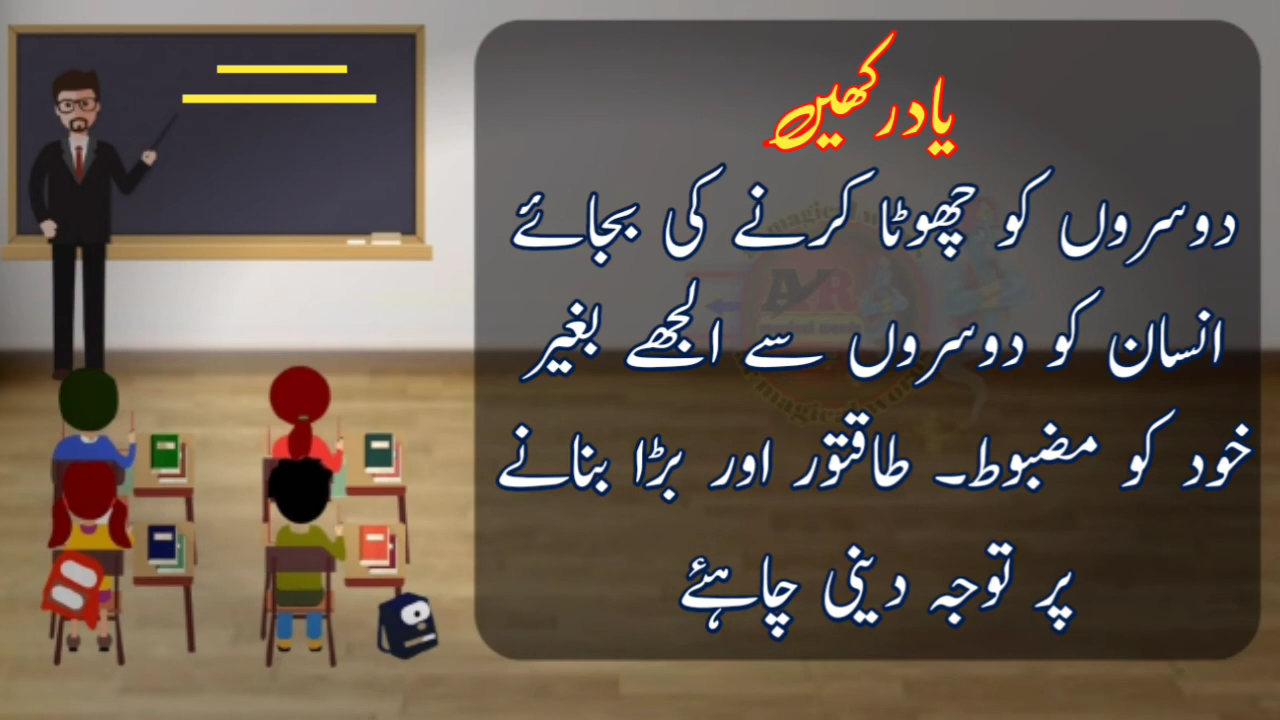 یاد رکھیں
دوسروں کو چھوٹا کرنے کی بجائے
انسان کو دوسروں سے الجھے بغیر
خود کو مضبوط۔ طاقتور اور بڑا بنانے
پر توجہ دینی چاہئے